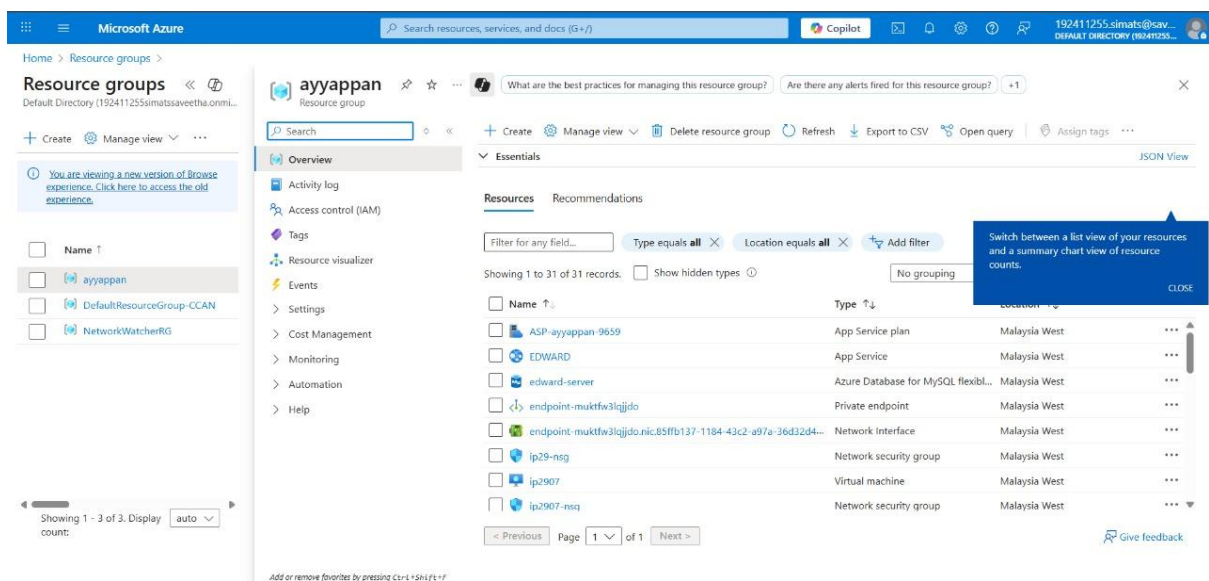 Microsoft Azure
Search resources, services, and docs (G+/)
Copilot
192411255.simats@sav...
DEFAULT DIRECTORY (192411255...
Home > Resource groups >
Resource groups
Default Directory (192411255simatssaveetha.onmi...
+ Create Manage view ...
You are viewing a new version of Browse
experience. Click here to access the old
experience.
Name ↑
ayyappan
DefaultResourceGroup-CCAN
NetworkWatcherRG
Showing 1 - 3 of 3. Display
count:
auto
ayyappan
Resource group
...
What are the best practices for managing this resource group?
Are there any alerts fired for this resource group?
+1
Search
Overview
Activity log
Access control (IAM)
Tags
Resource visualizer
Events
> Settings
> Cost Management
> Monitoring
> Automation
> Help
Add or remove favorites by pressing Ctrl+Shift+F
+ Create Manage view Delete resource group Refresh Export to CSV Open query Assign tags ...
Essentials
JSON View
Resources Recommendations
Filter for any field...
Type equals all
Location equals all
Add filter
Switch between a list view of your resources
and a summary chart view of resource
counts.
CLOSE
Showing 1 to 31 of 31 records.
Show hidden types
No grouping
Name ↑ Type ↑↓ Location ↑↓
ASP-ayyappan-9659 App Service plan Malaysia West ...
EDWARD App Service Malaysia West ...
edward-server Azure Database for MySQL flexibl... Malaysia West ...
endpoint-muktfw3lqjjdo Private endpoint Malaysia West ...
endpoint-muktfw3lqjjdo.nic.85ffb137-1184-43c2-a97a-36d32d4... Network Interface Malaysia West ...
ip29-nsg Network security group Malaysia West ...
ip2907 Virtual machine Malaysia West ...
ip2907-nsg Network security group Malaysia West ...
< Previous Page 1 of 1 Next >
Give feedback